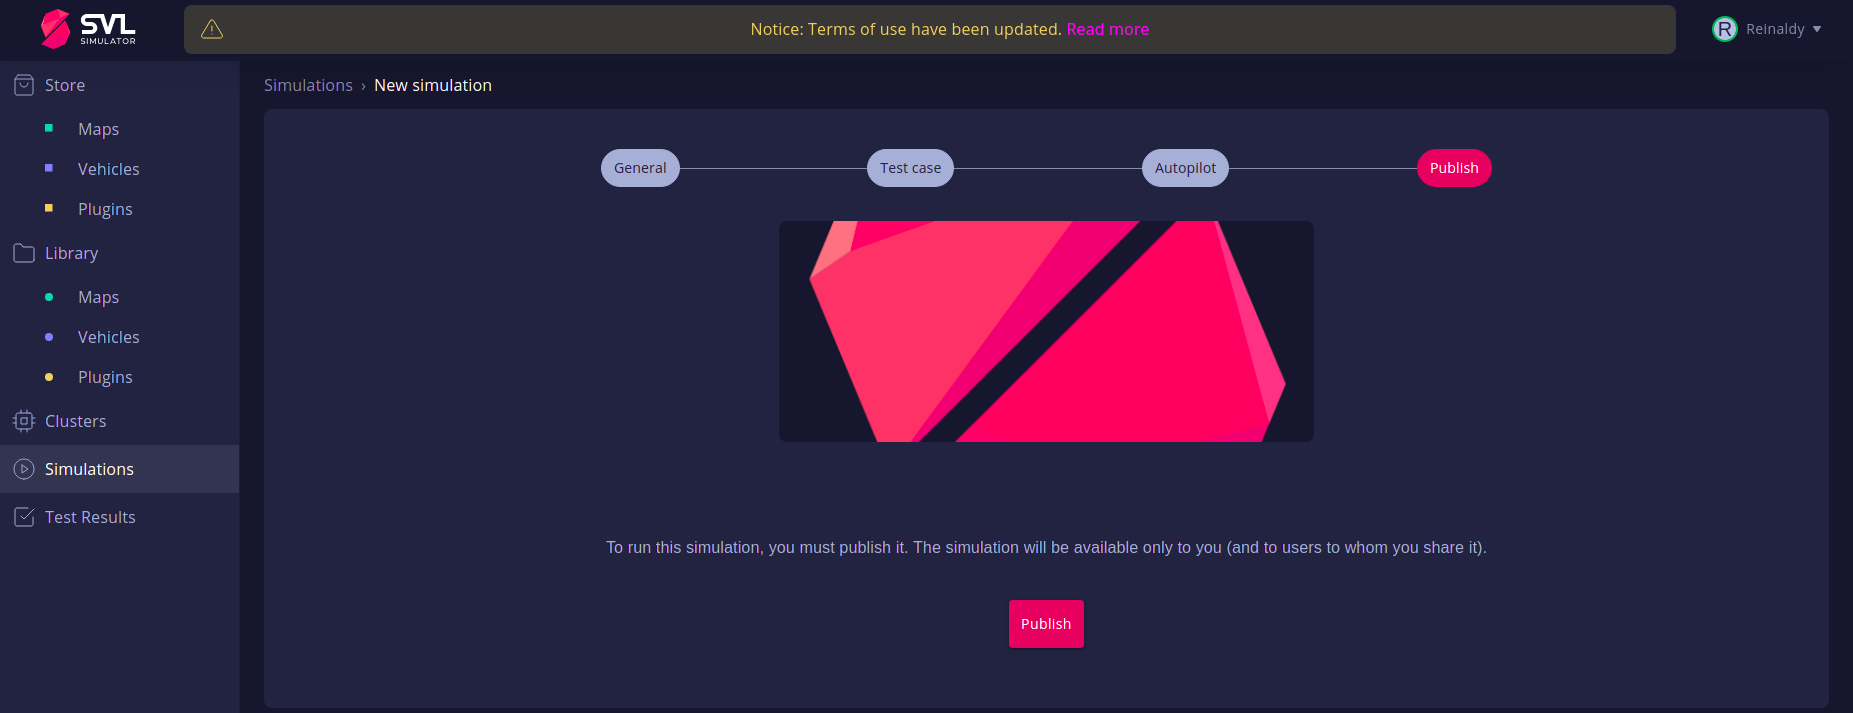 SVL
SIMULATOR
Notice: Terms of use have been updated. Read more
R Reinaldy
Store
Maps
Vehicles
Plugins
Library
Maps
Vehicles
Plugins
Clusters
Simulations
Test Results
Simulations › New simulation
General
Test case
Autopilot
Publish
To run this simulation, you must publish it. The simulation will be available only to you (and to users to whom you share it).
Publish